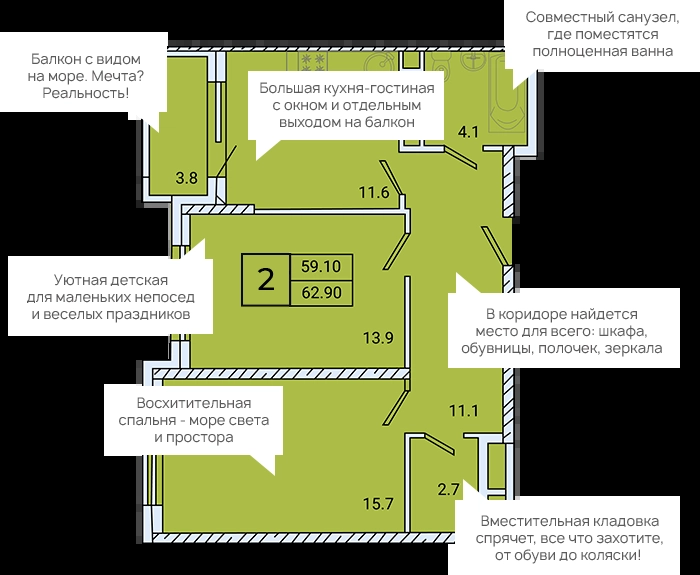 Совместный санузел,
где поместятся
полноценная ванна
Балкон с видом
на море. Мечта?
Реальность!
Большая кухня-гостиная
с окном и отдельным
выходом на балкон
4.1
3.8
11.6
Уютная детская
для маленьких непосед
и веселых праздников
2
59.10
62.90
13.9
В коридоре найдется
место для всего: шкафа,
обувницы, полочек, зеркала
Восхитительная
спальня - море света
и простора
11.1
15.7
2.7
Вместительная кладовка
спрячет, все что захотите,
от обуви до коляски!